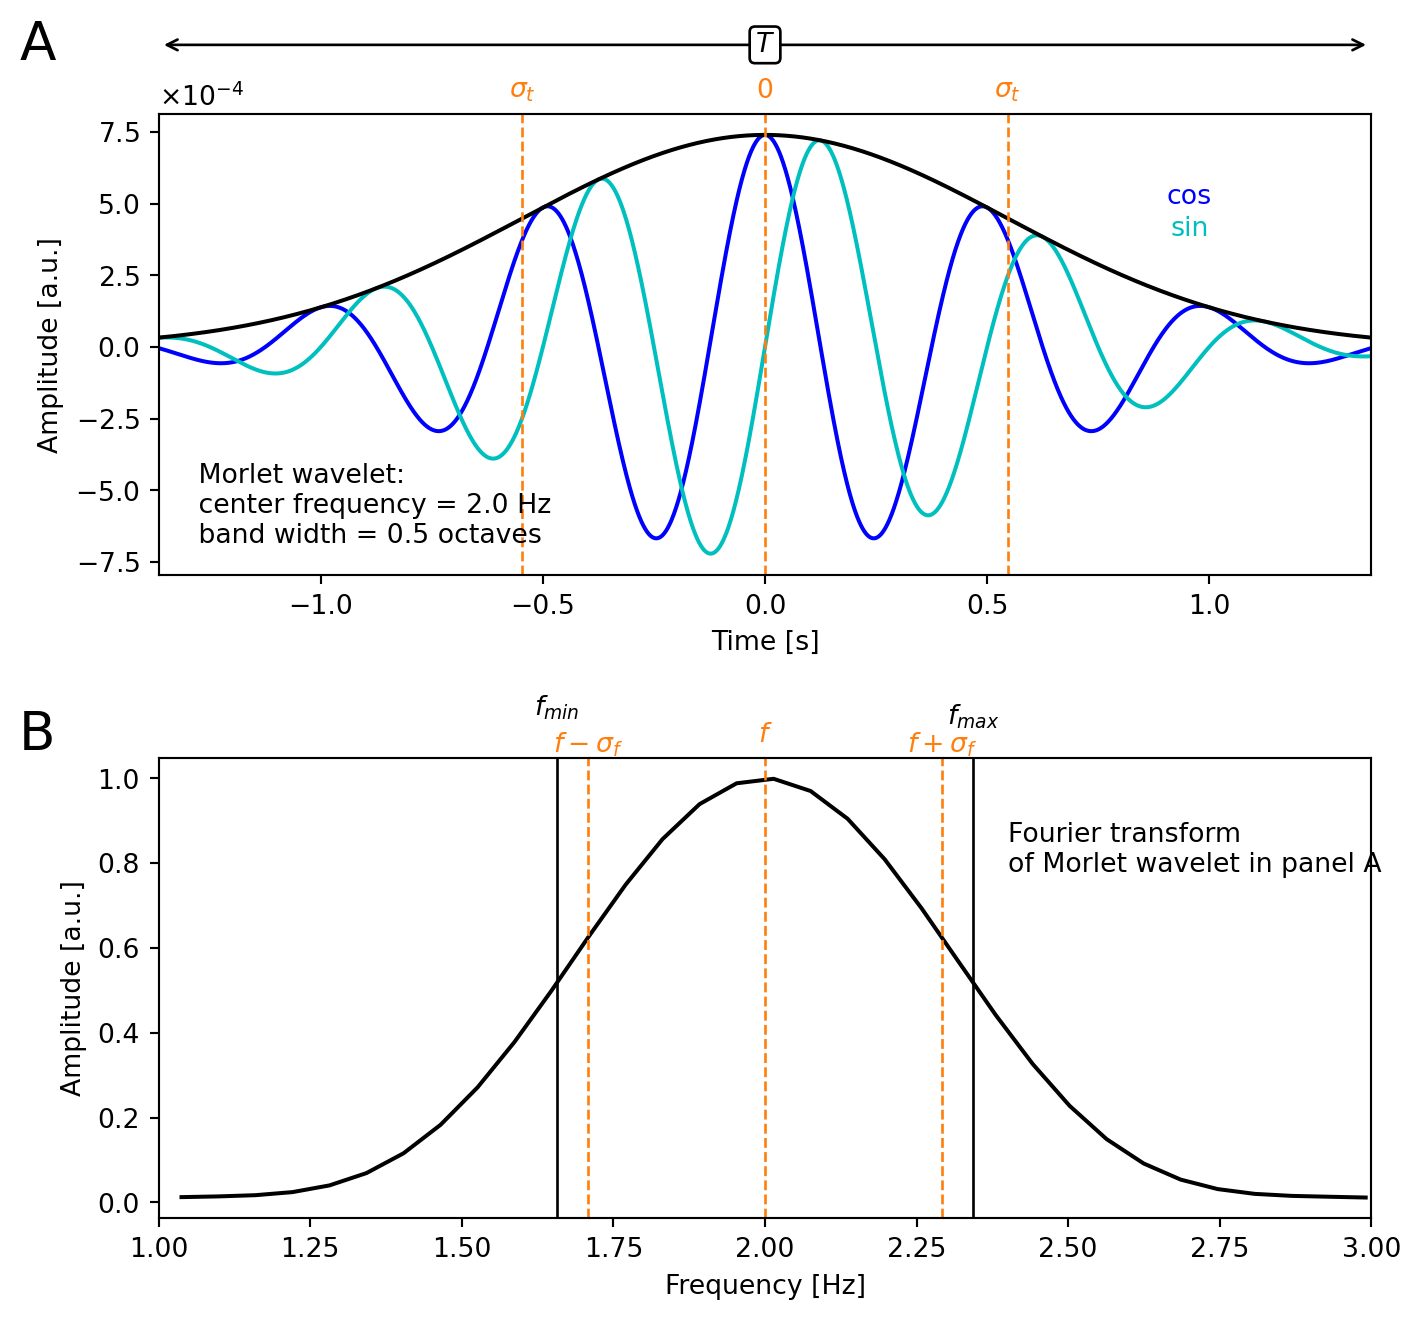 A
T
×10⁻⁴
σₜ 0 σₜ
7.5
5.0
2.5
0.0
−2.5
−5.0
−7.5
Amplitude [a.u.]
cos
sin
Morlet wavelet:
center frequency = 2.0 Hz
band width = 0.5 octaves
−1.0 −0.5 0.0 0.5 1.0
Time [s]
B
f_min f_max
f − σ_f f f + σ_f
1.0
0.8
0.6
0.4
0.2
0.0
Amplitude [a.u.]
Fourier transform
of Morlet wavelet in panel A
1.00 1.25 1.50 1.75 2.00 2.25 2.50 2.75 3.00
Frequency [Hz]